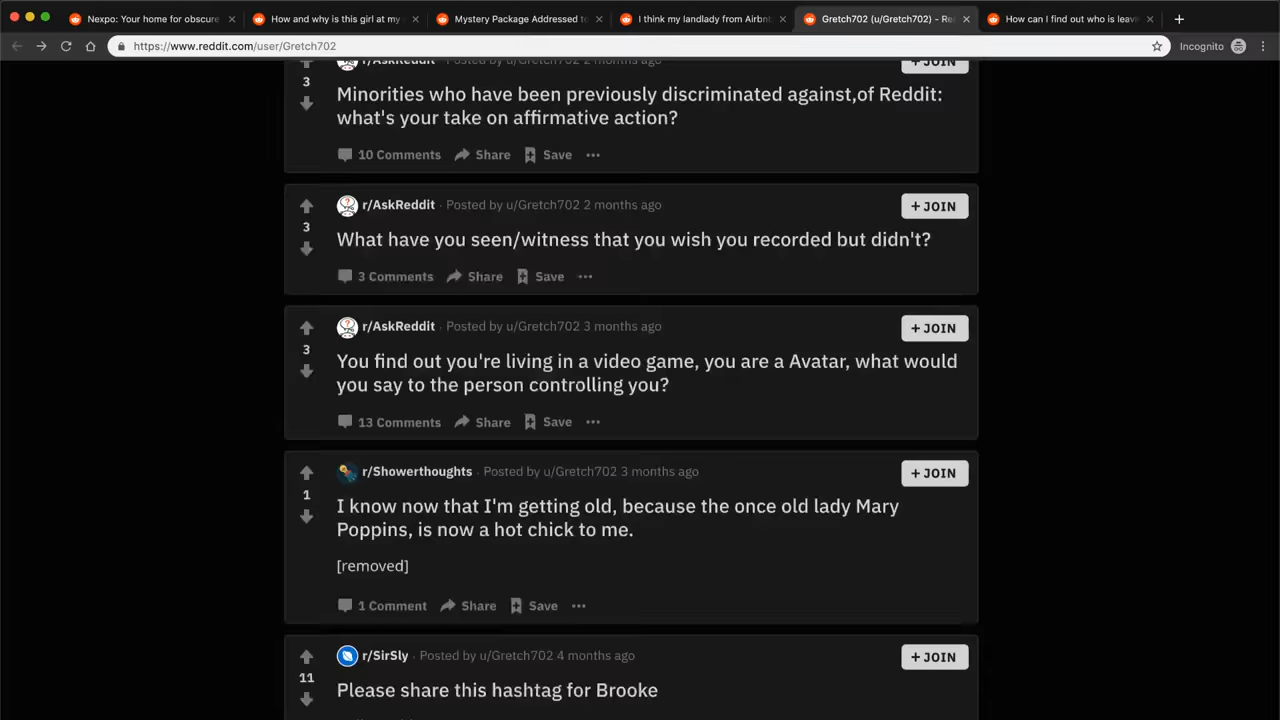 Nexpo: Your home for obscure
How and why is this girl at my
Mystery Package Addressed to
I think my landlady from Airbnb
Gretch702 (u/Gretch702) - Re
How can I find out who is leavi
https://www.reddit.com/user/Gretch702
Incognito
r/AskReddit · Posted by u/Gretch702 2 months ago
+ JOIN
3
Minorities who have been previously discriminated against,of Reddit:
what's your take on affirmative action?
10 Comments Share Save
r/AskReddit · Posted by u/Gretch702 2 months ago
+ JOIN
3
What have you seen/witness that you wish you recorded but didn't?
3 Comments Share Save
r/AskReddit · Posted by u/Gretch702 3 months ago
+ JOIN
3
You find out you're living in a video game, you are a Avatar, what would
you say to the person controlling you?
13 Comments Share Save
r/Showerthoughts · Posted by u/Gretch702 3 months ago
+ JOIN
1
I know now that I'm getting old, because the once old lady Mary
Poppins, is now a hot chick to me.
[removed]
1 Comment Share Save
r/SirSly · Posted by u/Gretch702 4 months ago
+ JOIN
11
Please share this hashtag for Brooke